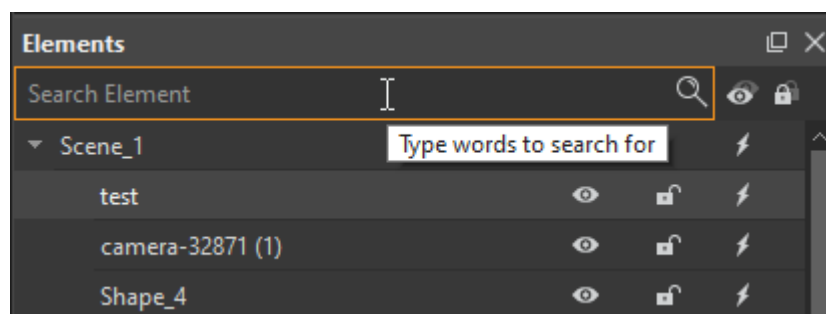 Elements
Search Element
Type words to search for
Scene_1
test
camera-32871 (1)
Shape_4